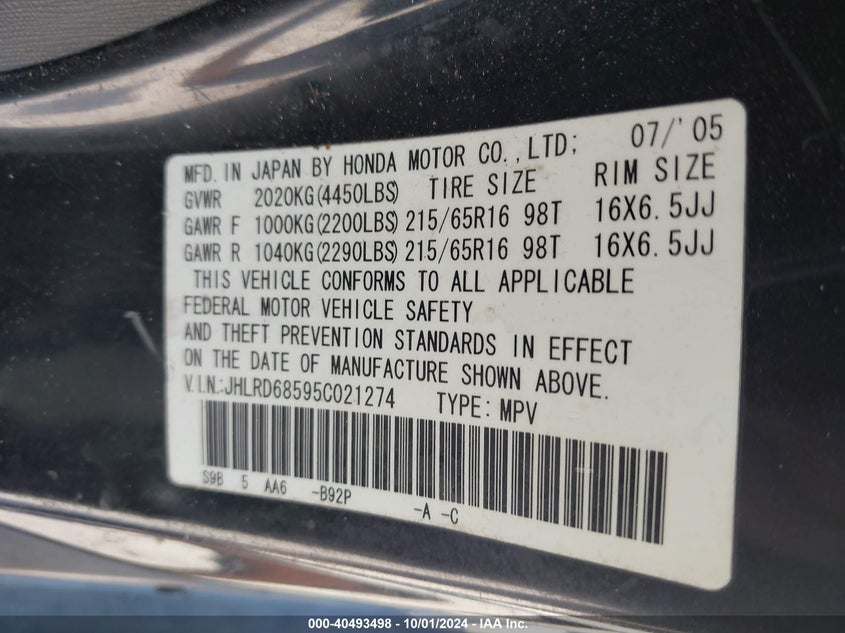 MFD. IN JAPAN BY HONDA MOTOR CO.,LTD; 07/'05
GVWR 2020KG(4450LBS) TIRE SIZE RIM SIZE
GAWR F 1000KG(2200LBS) 215/65R16 98T 16X6.5JJ
GAWR R 1040KG(2290LBS) 215/65R16 98T 16X6.5JJ
THIS VEHICLE CONFORMS TO ALL APPLICABLE
FEDERAL MOTOR VEHICLE SAFETY
AND THEFT PREVENTION STANDARDS IN EFFECT
ON THE DATE OF MANUFACTURE SHOWN ABOVE.
V.I.N.:JHLRD68595C021274 TYPE: MPV
S9B 5 AA6 -B92P -A -C
000-40493498 - 10/01/2024 - IAA Inc.